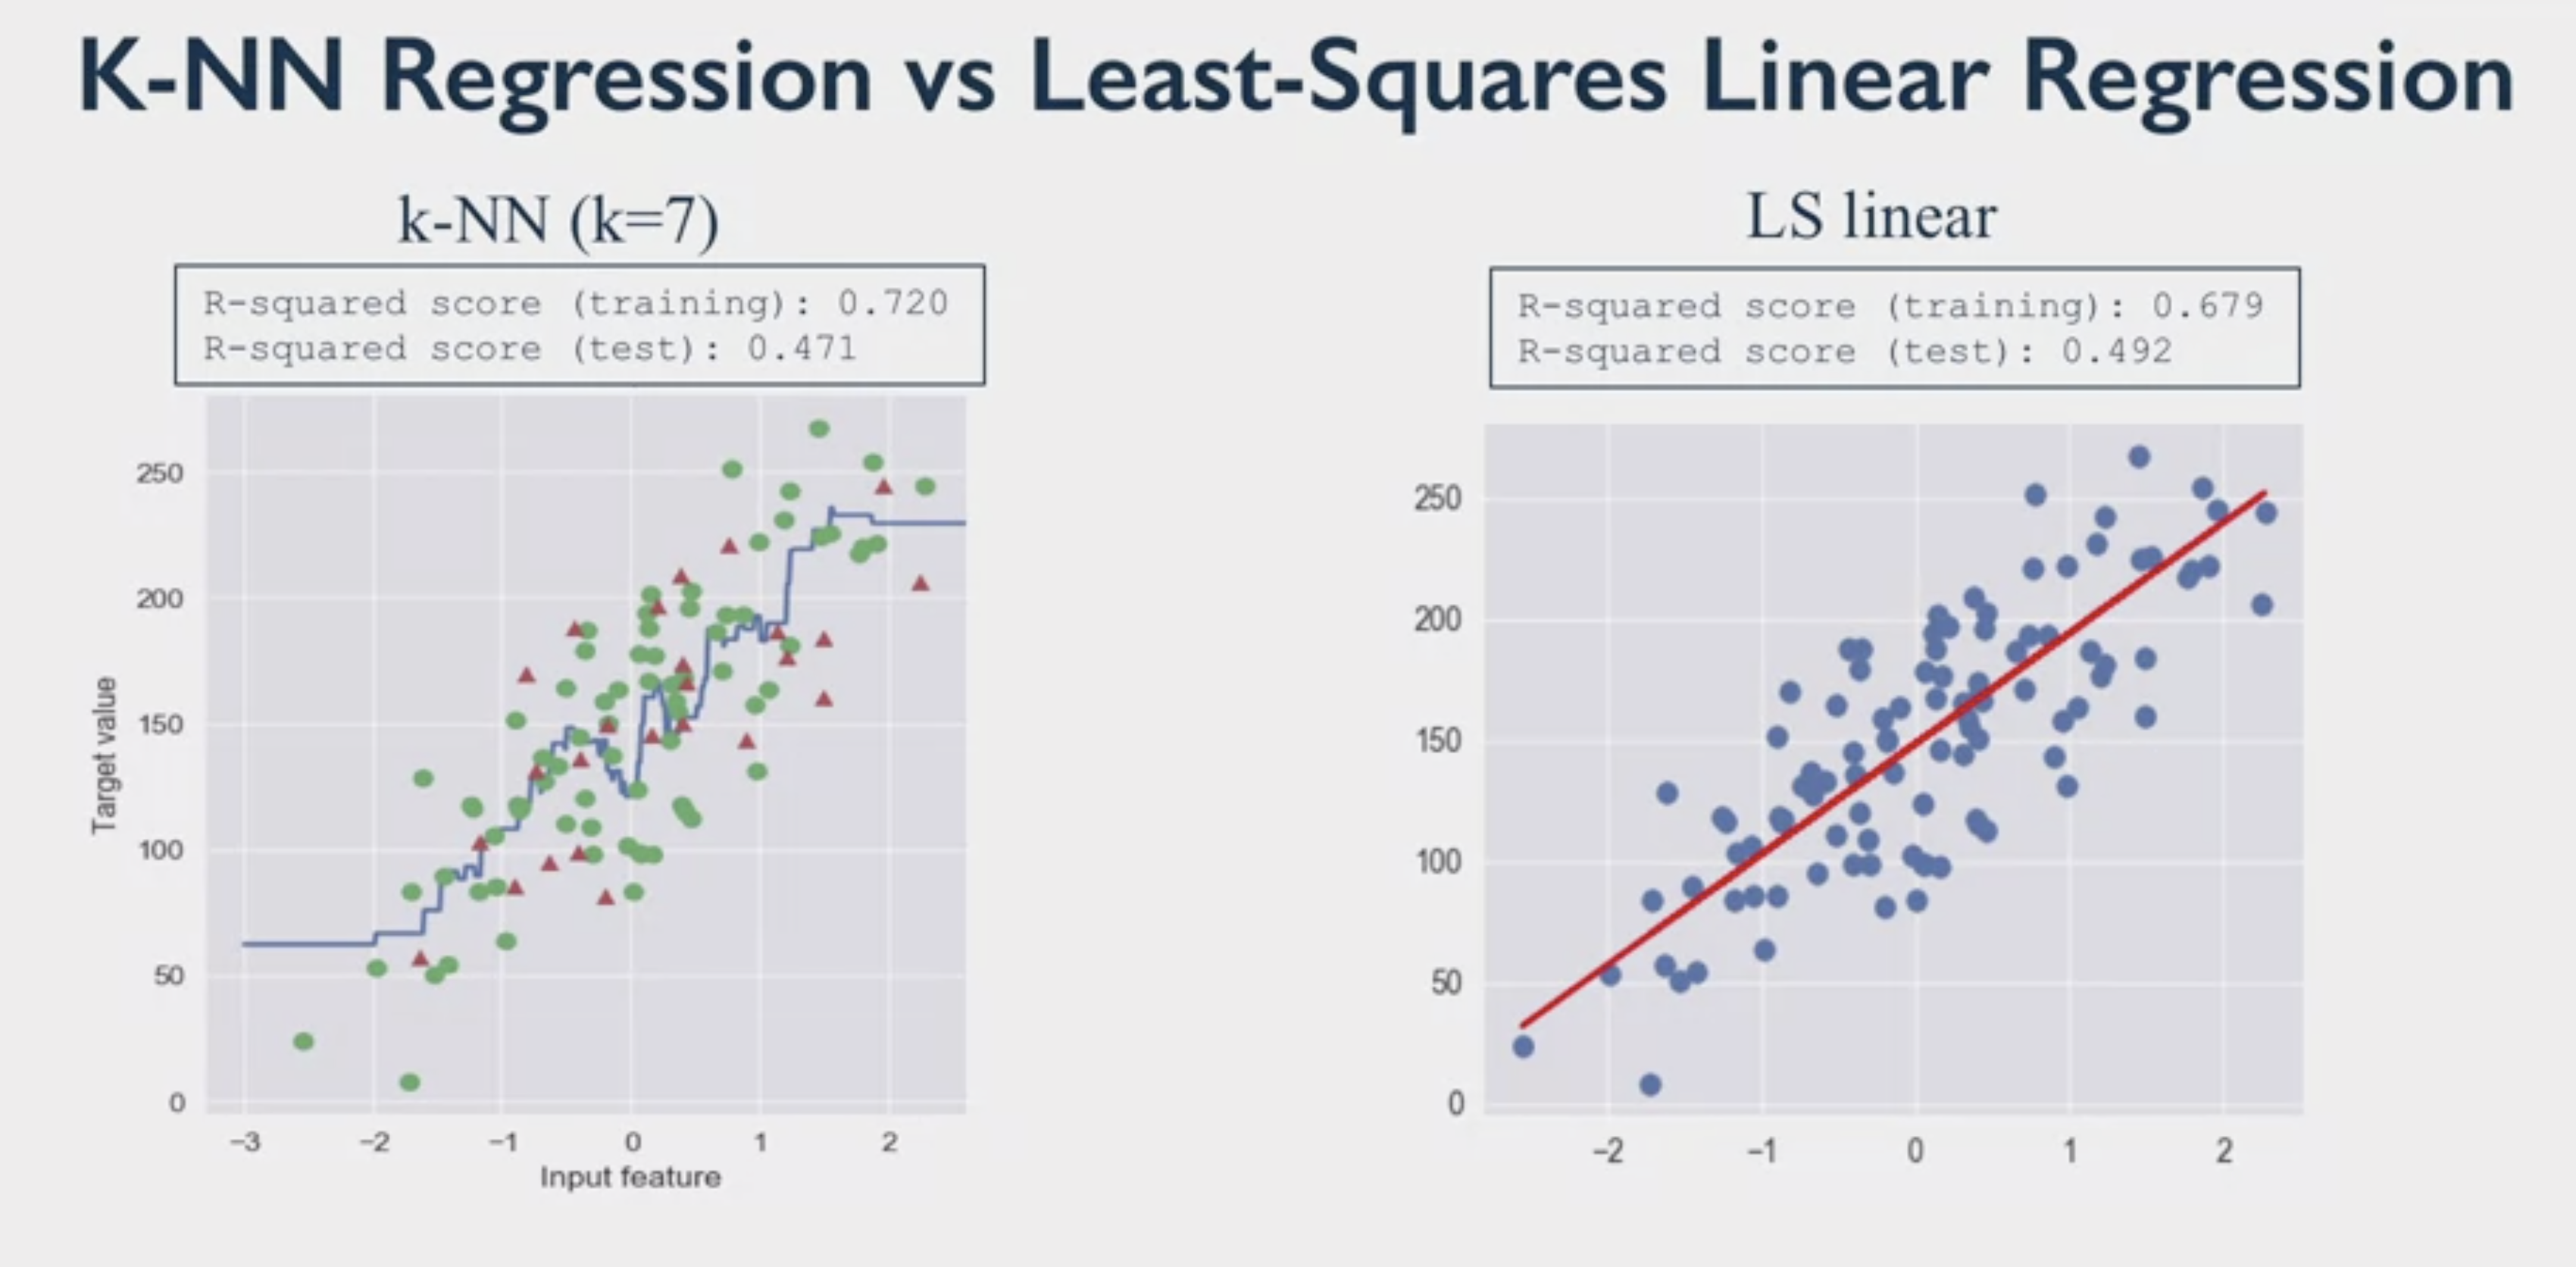 K-NN Regression vs Least-Squares Linear Regression
k-NN (k=7)
R-squared score (training): 0.720
R-squared score (test): 0.471
250
200
150
100
50
0
Target value
−3 −2 −1 0 1 2
Input feature
LS linear
R-squared score (training): 0.679
R-squared score (test): 0.492
250
200
150
100
50
0
−2 −1 0 1 2